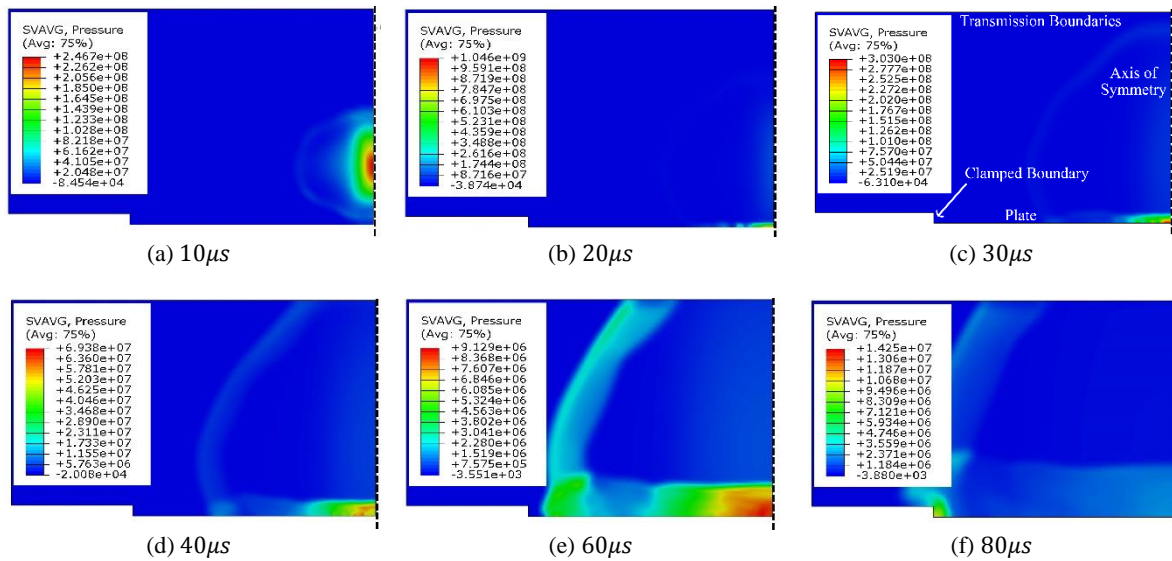 SVAVG, Pressure
(Avg: 75%)
+2.467e+08
+2.262e+08
+2.056e+08
+1.850e+08
+1.645e+08
+1.439e+08
+1.233e+08
+1.028e+08
+8.217e+07
+6.162e+07
+4.105e+07
+2.048e+07
-8.454e+04
(a) 10μs
SVAVG, Pressure
(Avg: 75%)
+1.046e+09
+9.591e+08
+8.719e+08
+7.847e+08
+6.975e+08
+6.103e+08
+5.231e+08
+4.359e+08
+3.488e+08
+2.616e+08
+1.744e+08
+8.716e+07
-3.874e+04
(b) 20μs
SVAVG, Pressure
(Avg: 75%)
+3.030e+08
+2.777e+08
+2.525e+08
+2.272e+08
+2.020e+08
+1.767e+08
+1.515e+08
+1.262e+08
+1.010e+08
+7.570e+07
+5.044e+07
+2.519e+07
-6.310e+04
Transmission Boundaries
Axis of
Symmetry
Clamped Boundary
Plate
(c) 30μs
SVAVG, Pressure
(Avg: 75%)
+6.938e+07
+6.360e+07
+5.781e+07
+5.203e+07
+4.625e+07
+4.046e+07
+3.468e+07
+2.890e+07
+2.311e+07
+1.733e+07
+1.155e+07
+5.763e+06
-2.008e+04
(d) 40μs
SVAVG, Pressure
(Avg: 75%)
+9.129e+06
+8.368e+06
+7.607e+06
+6.846e+06
+6.085e+06
+5.324e+06
+4.563e+06
+3.802e+06
+3.041e+06
+2.280e+06
+1.519e+06
+7.575e+05
-3.551e+03
(e) 60μs
SVAVG, Pressure
(Avg: 75%)
+1.425e+07
+1.306e+07
+1.187e+07
+1.068e+07
+9.496e+06
+8.309e+06
+7.121e+06
+5.934e+06
+4.746e+06
+3.559e+06
+2.371e+06
+1.184e+06
-3.880e+03
(f) 80μs